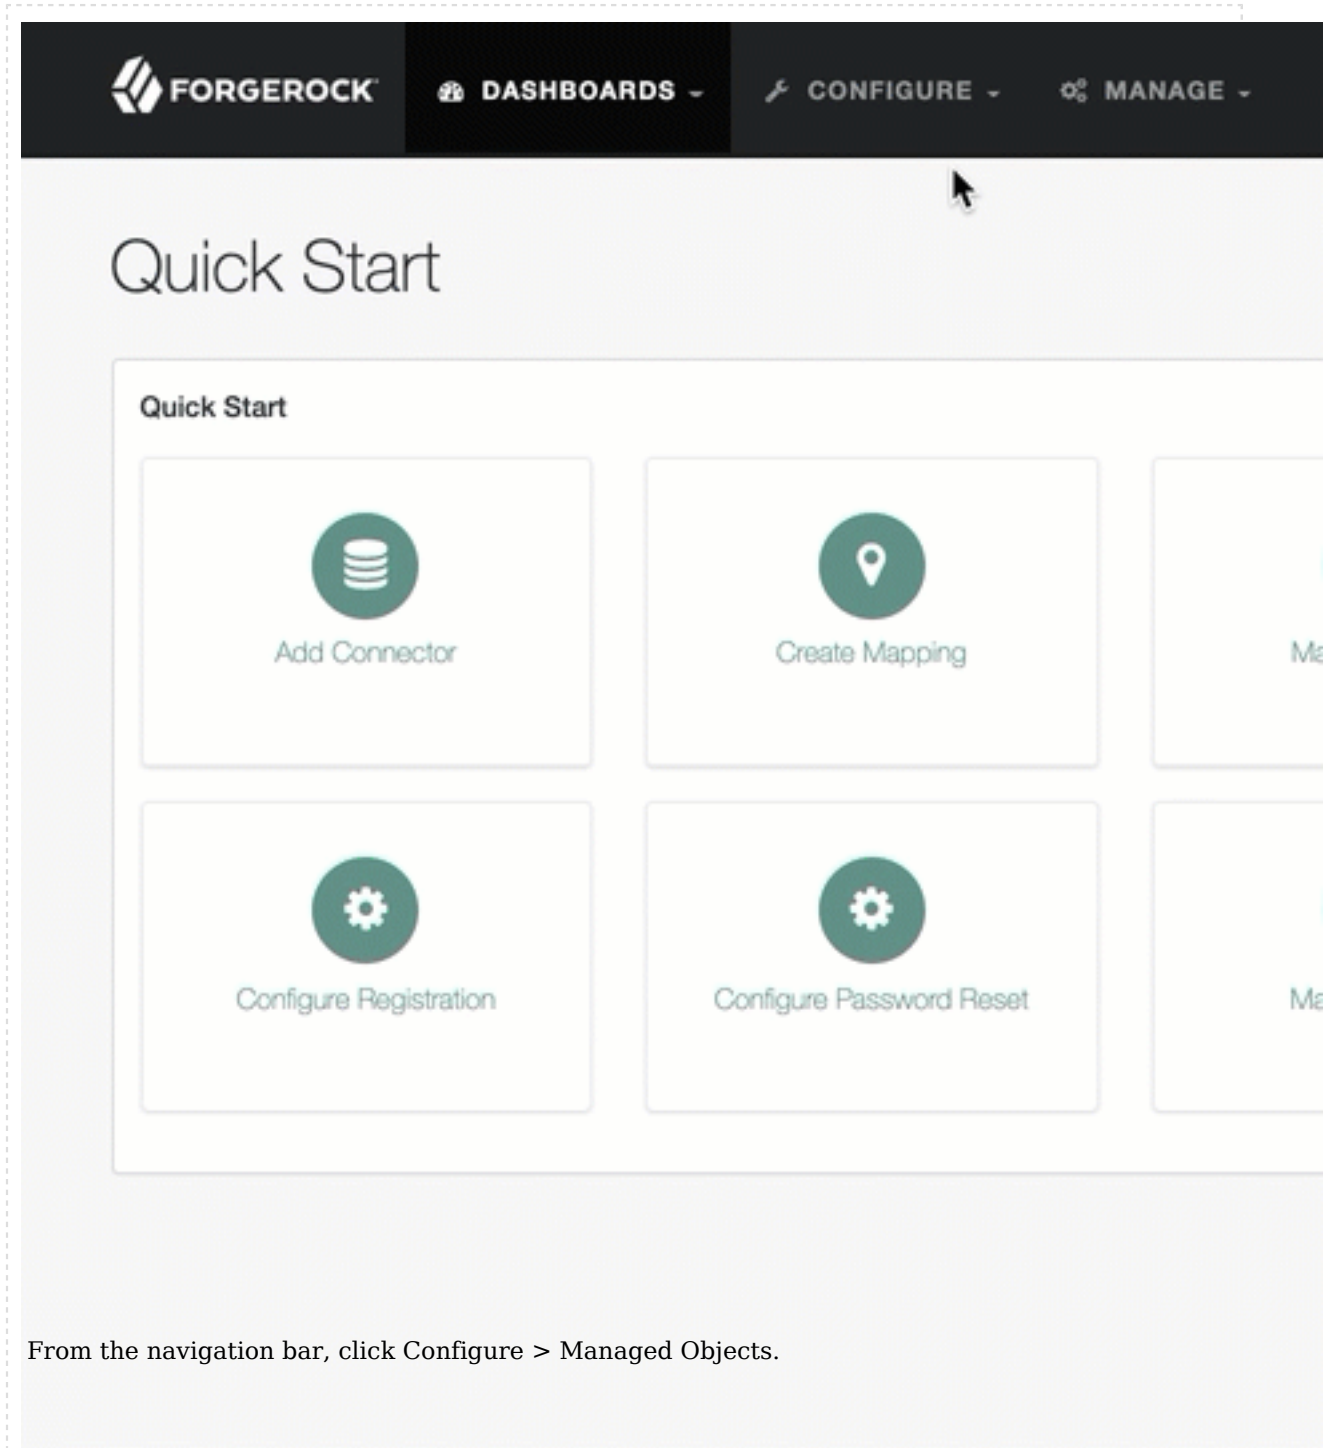 FORGEROCK DASHBOARDS CONFIGURE MANAGE
Quick Start
Quick Start
Add Connector Create Mapping
Configure Registration Configure Password Reset
From the navigation bar, click Configure > Managed Objects.